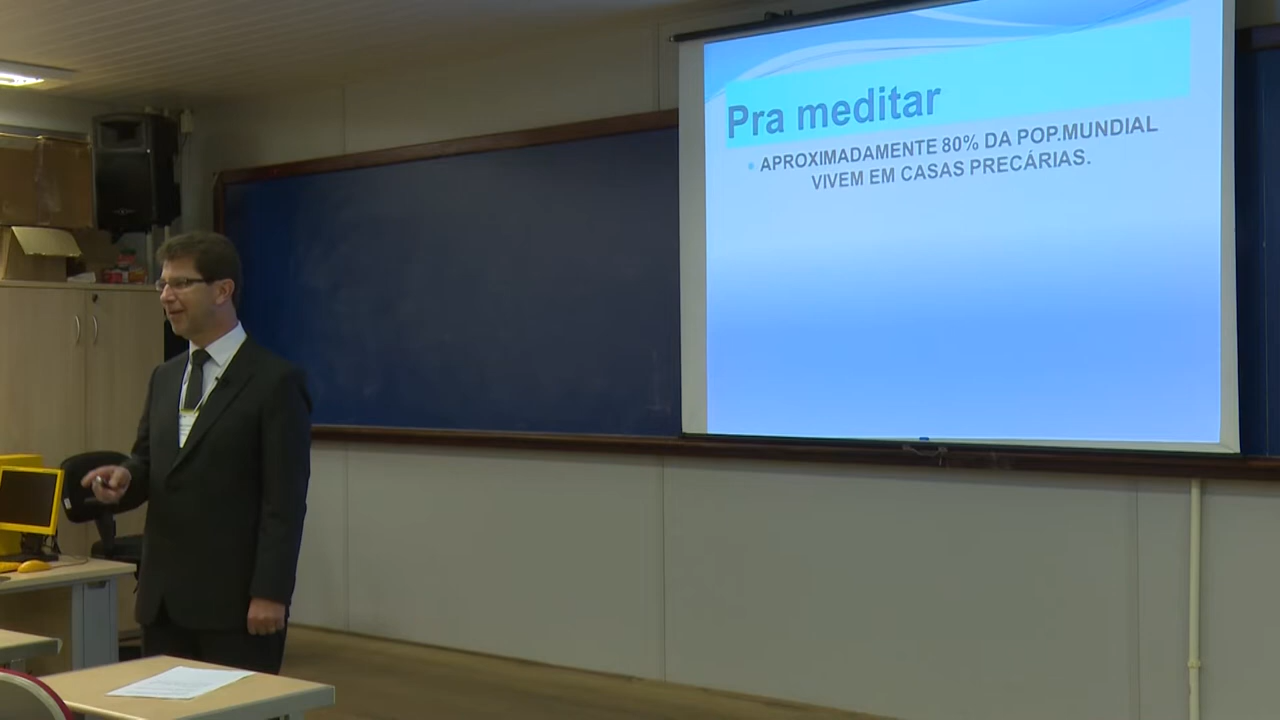 Pra meditar
APROXIMADAMENTE 80% DA POP.MUNDIAL
VIVEM EM CASAS PRECÁRIAS.